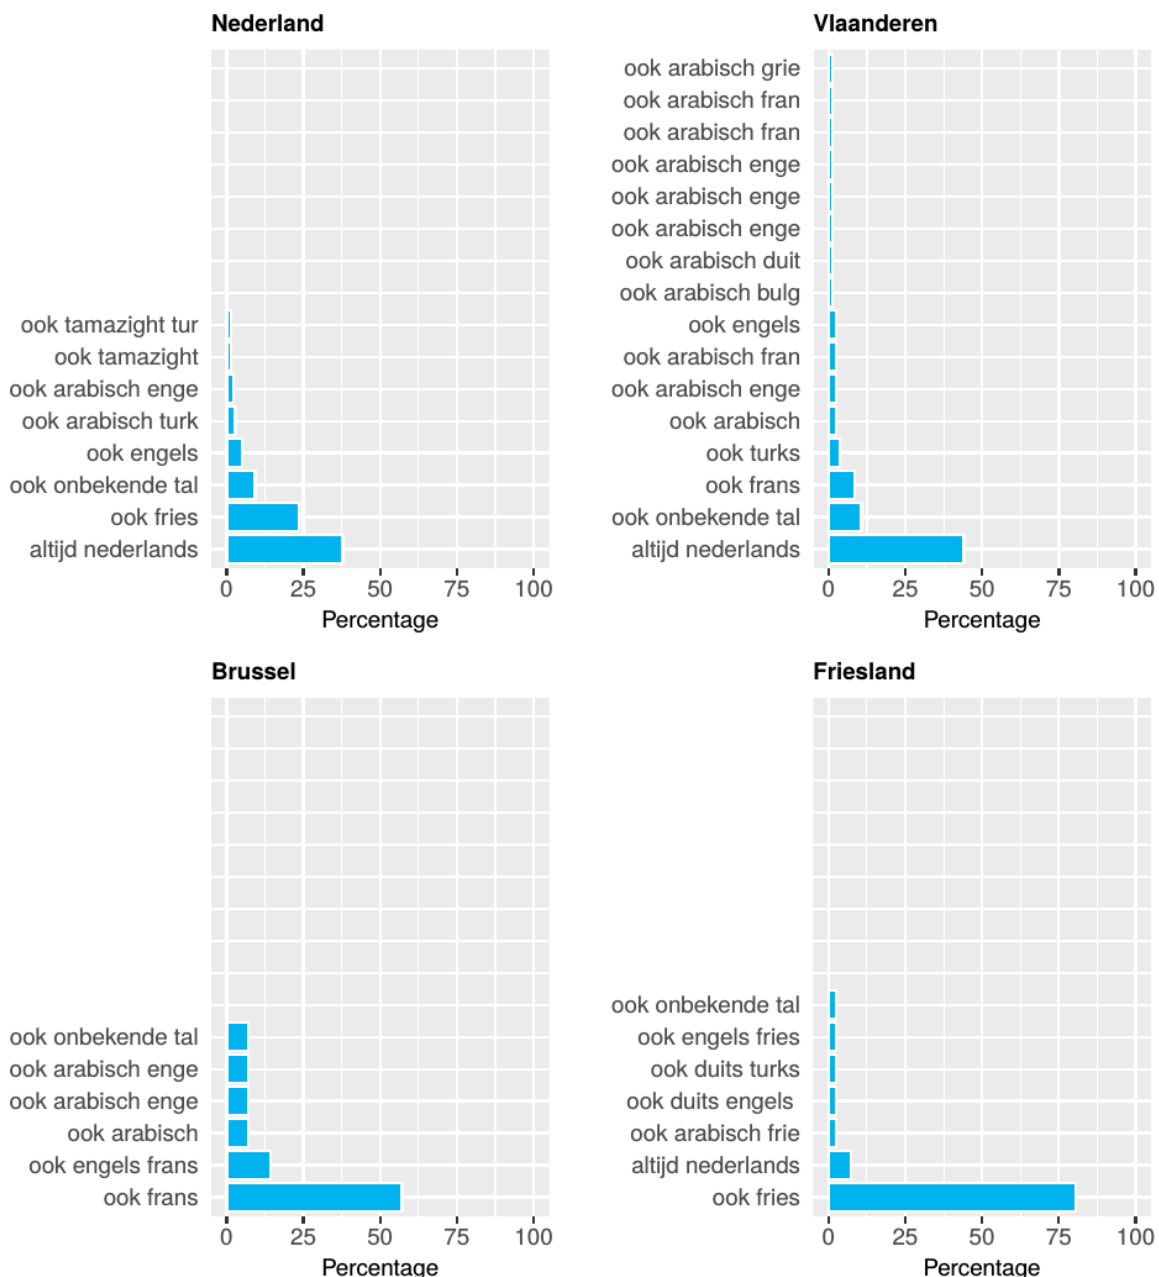 Nederland
ook tamazight tur
ook tamazight
ook arabisch enge
ook arabisch turk
ook engels
ook onbekende tal
ook fries
altijd nederlands
0 25 50 75 100
Percentage
Vlaanderen
ook arabisch grie
ook arabisch fran
ook arabisch fran
ook arabisch enge
ook arabisch enge
ook arabisch enge
ook arabisch duit
ook arabisch bulg
ook engels
ook arabisch fran
ook arabisch enge
ook arabisch
ook turks
ook frans
ook onbekende tal
altijd nederlands
0 25 50 75 100
Percentage
Brussel
ook onbekende tal
ook arabisch enge
ook arabisch enge
ook arabisch
ook engels frans
ook frans
0 25 50 75 100
Percentage
Friesland
ook onbekende tal
ook engels fries
ook duits turks
ook duits engels
ook arabisch frie
altijd nederlands
ook fries
0 25 50 75 100
Percentage